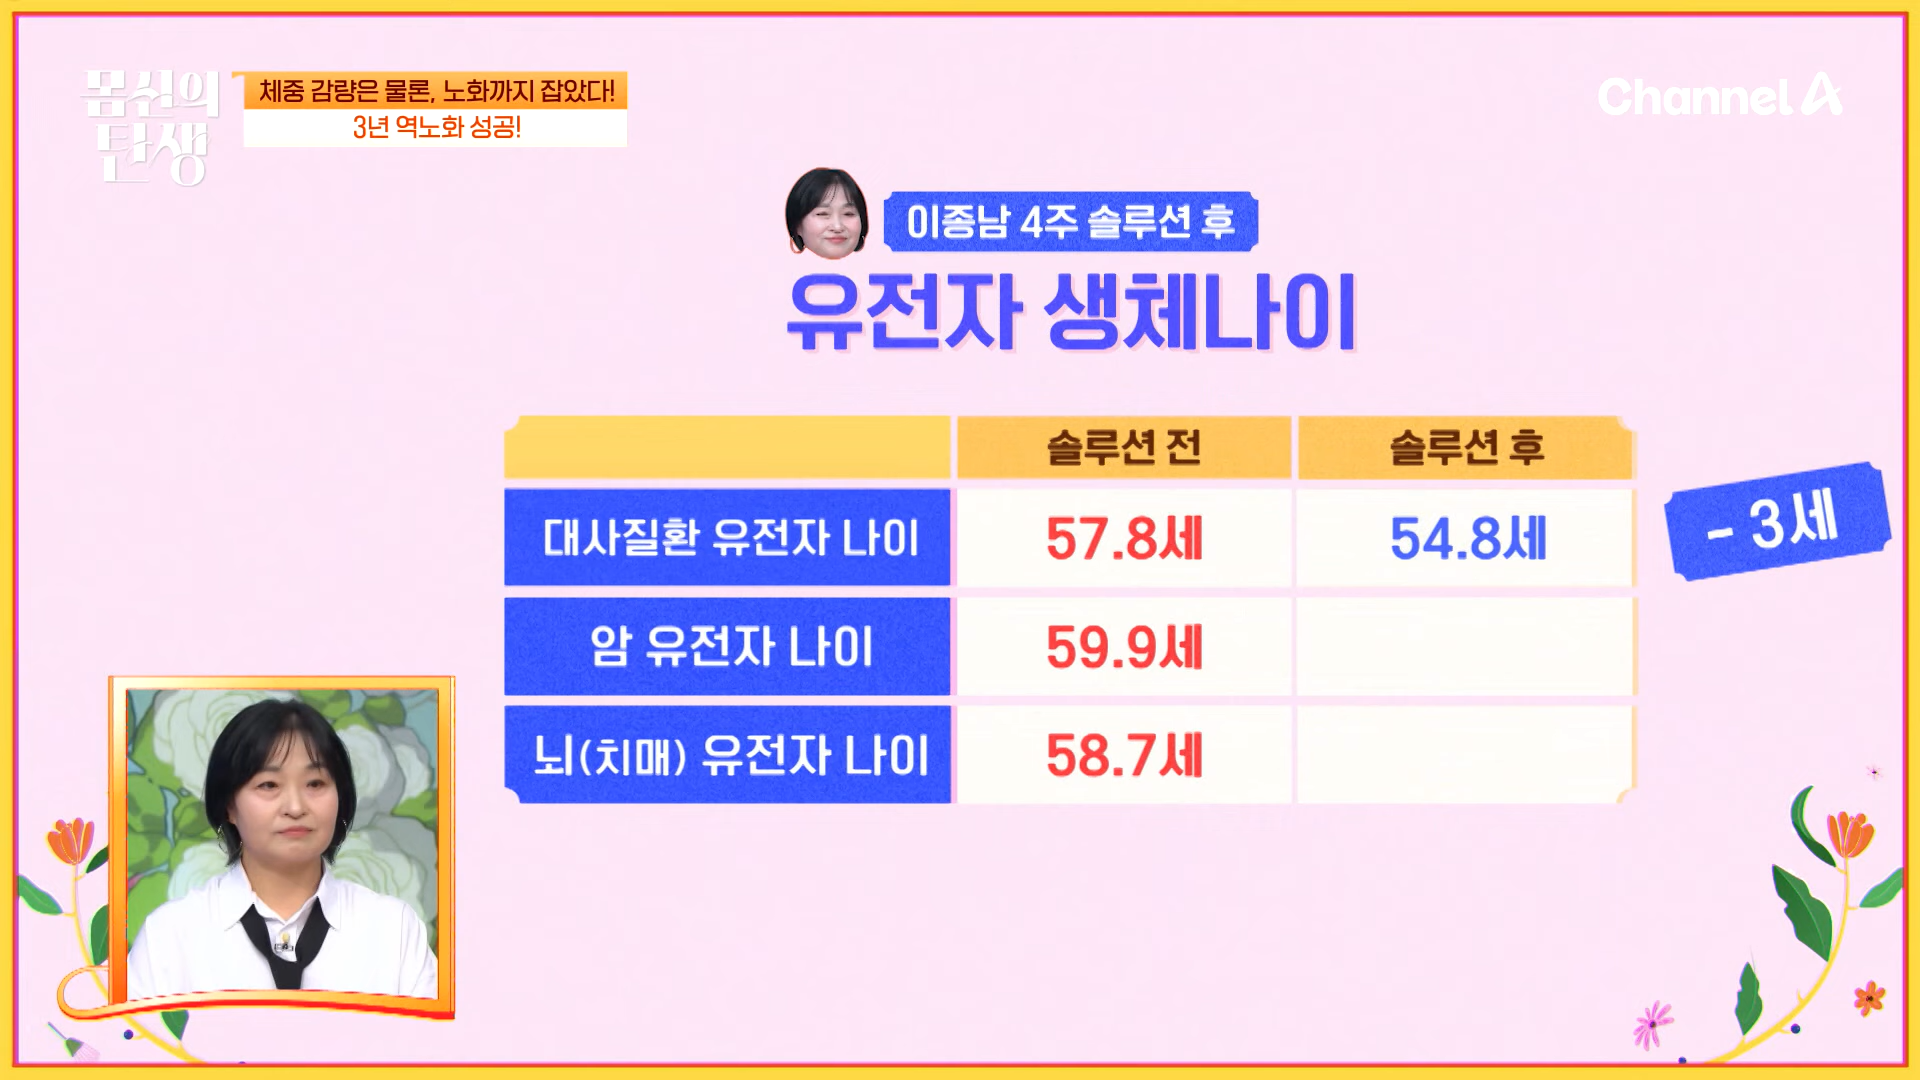 몸신의
탄생
체중 감량은 물론, 노화까지 잡았다!
3년 역노화 성공!
Channel A
이종남 4주 솔루션 후
유전자 생체나이
솔루션 전 솔루션 후
대사질환 유전자 나이 57.8세 54.8세 - 3세
암 유전자 나이 59.9세
뇌(치매) 유전자 나이 58.7세